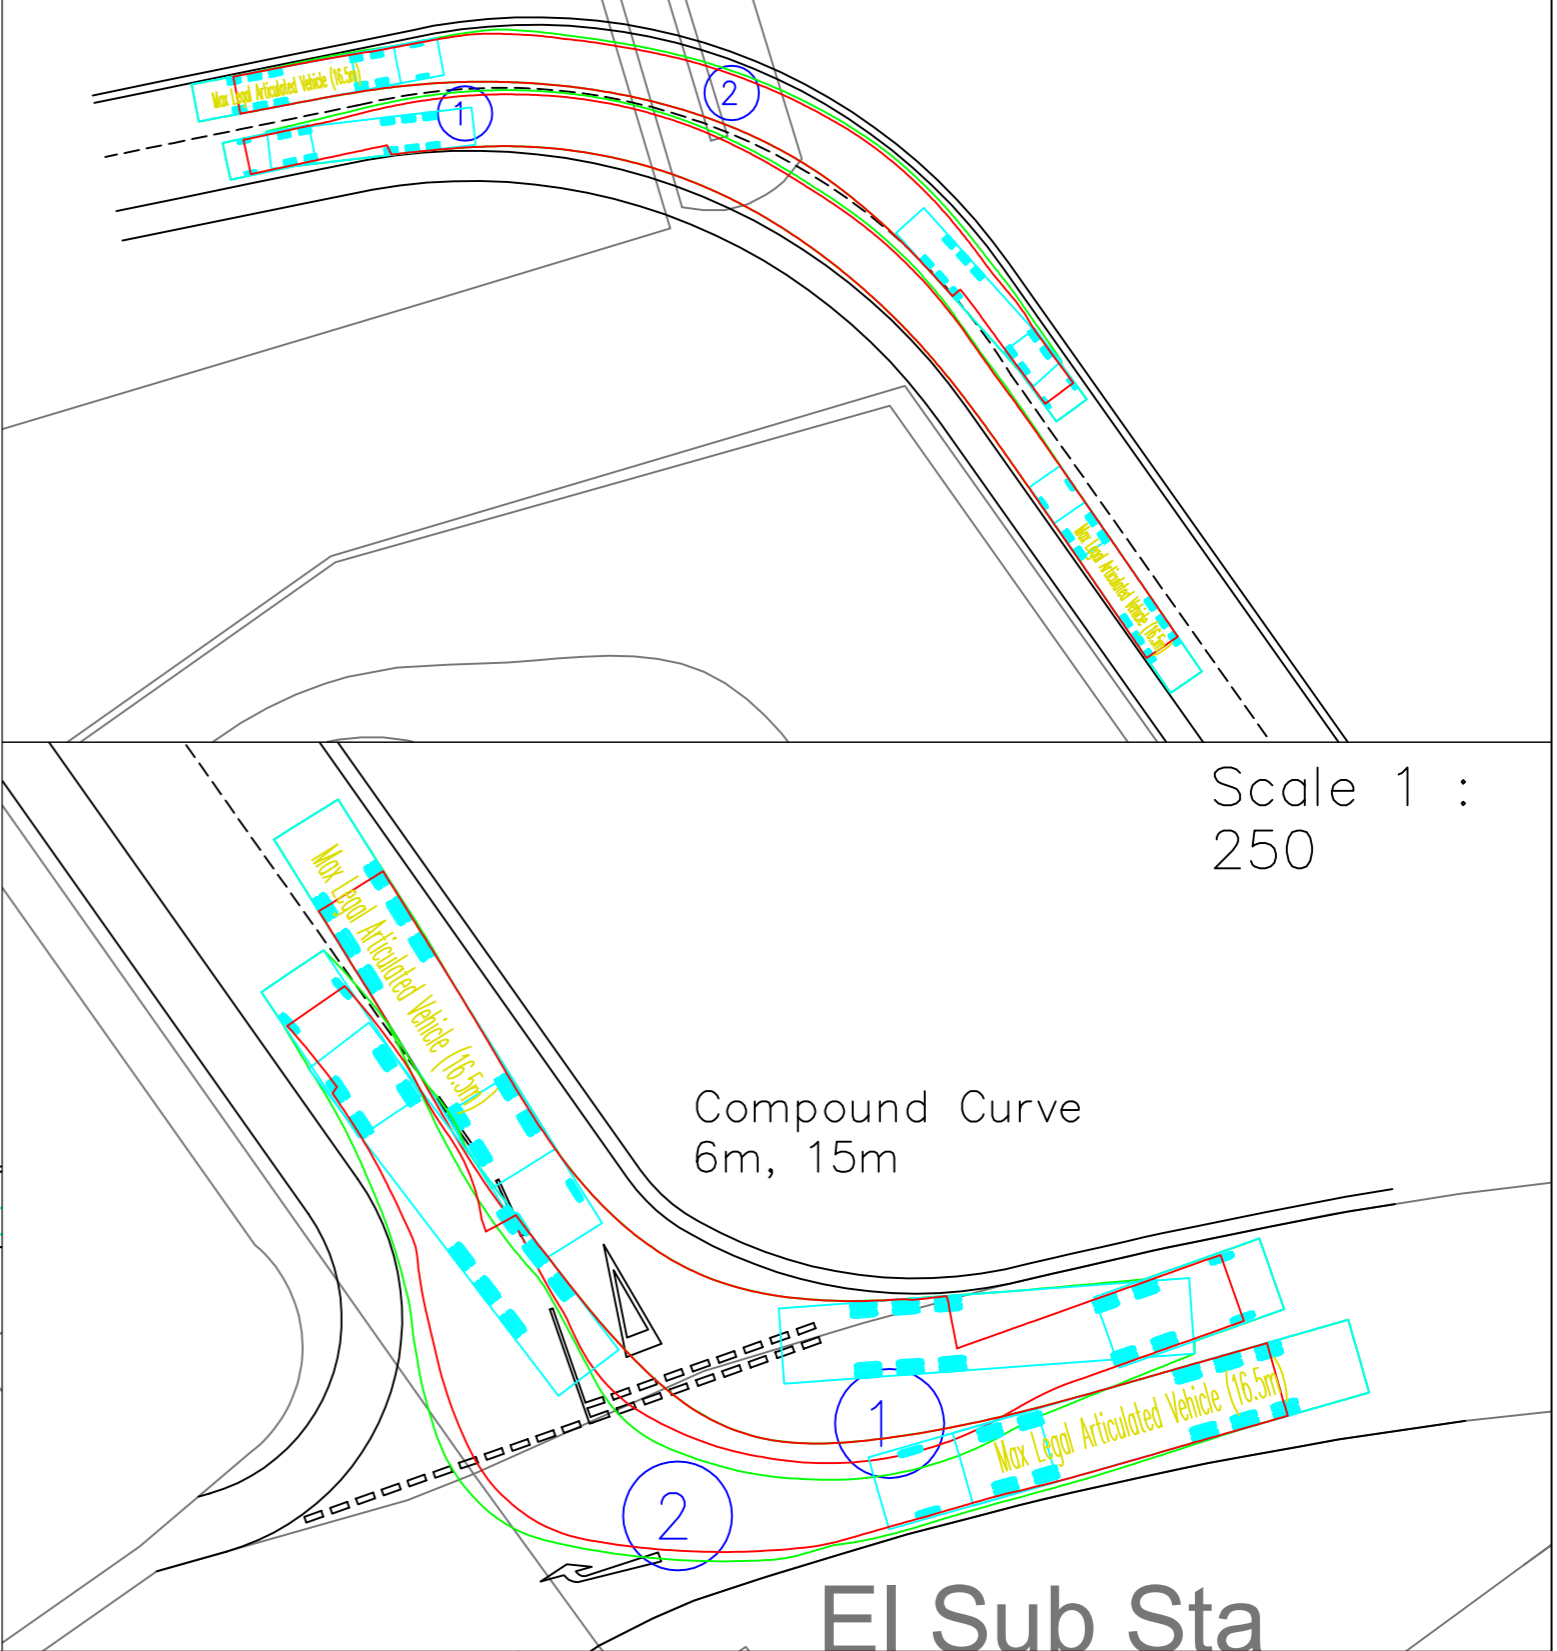 Max Legal Articulated Vehicle (16.5m)
1
2
Max Legal Articulated Vehicle (16.5m)
Scale 1 :
250
Max Legal Articulated Vehicle (16.5m)
Compound Curve
6m, 15m
1
Max Legal Articulated Vehicle (16.5m)
2
El Sub Sta